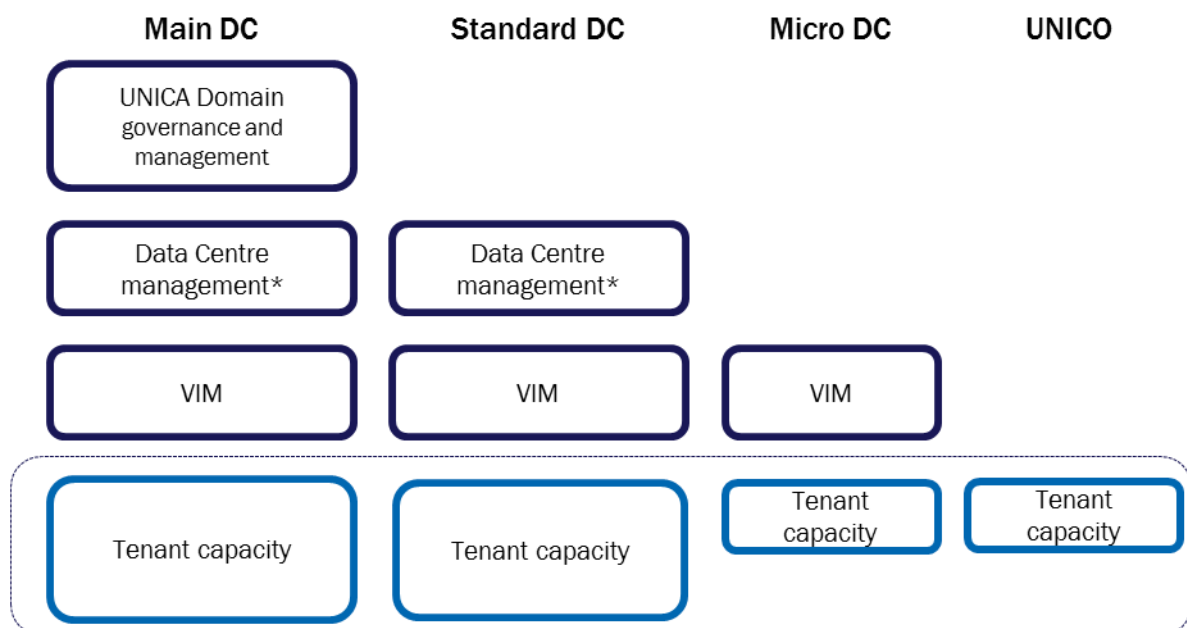 Main DC
Standard DC
Micro DC
UNICO
UNICA Domain
governance and
management
Data Centre
management*
Data Centre
management*
VIM
VIM
VIM
Tenant capacity
Tenant capacity
Tenant
capacity
Tenant
capacity